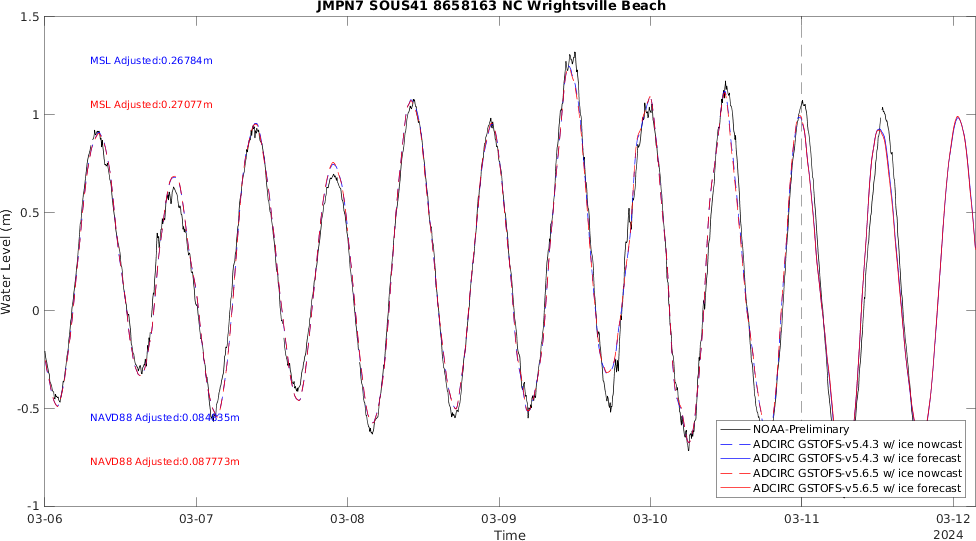 JMPN7 SOUS41 8658163 NC Wrightsville Beach
1.5
1
0.5
0
-0.5
-1
Water Level (m)
MSL Adjusted:0.26784m
MSL Adjusted:0.27077m
NAVD88 Adjusted:0.084835m
NAVD88 Adjusted:0.087773m
NOAA-Preliminary
ADCIRC GSTOFS-v5.4.3 w/ ice nowcast
ADCIRC GSTOFS-v5.4.3 w/ ice forecast
ADCIRC GSTOFS-v5.6.5 w/ ice nowcast
ADCIRC GSTOFS-v5.6.5 w/ ice forecast
03-06 03-07 03-08 03-09 03-10 03-11 03-12
Time
2024